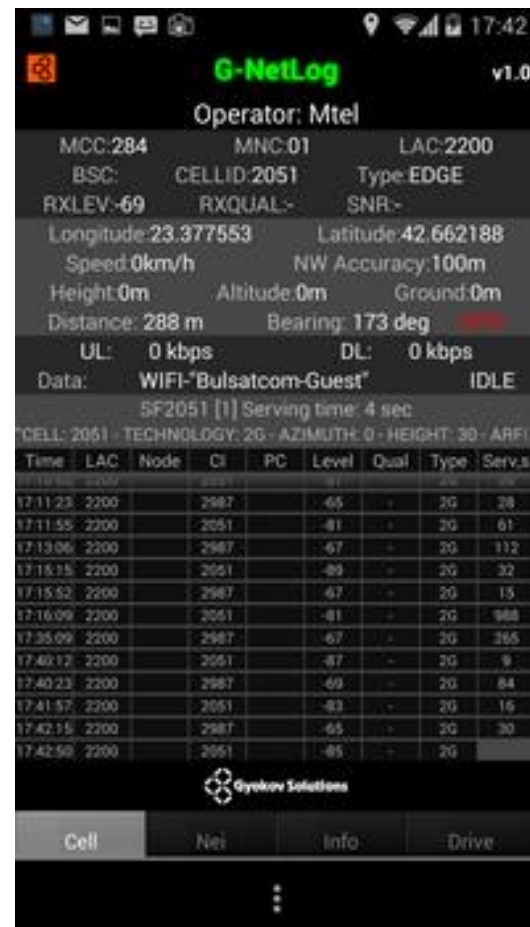 17:42
G-NetLog v1.0
Operator: Mtel
MCC:284 MNC:01 LAC:2200
BSC: CELLID:2051 Type:EDGE
RXLEV:-69 RXQUAL:- SNR:-
Longitude:23.377553 Latitude:42.662188
Speed:0km/h NW Accuracy:100m
Height:0m Altitude:0m Ground:0m
Distance: 288 m Bearing: 173 deg
UL: 0 kbps DL: 0 kbps
Data: WIFI-"Bulsatcom-Guest" IDLE
SF2051 [1] Serving time: 4 sec
"CELL: 2051 - TECHNOLOGY: 2G - AZIMUTH: 0 - HEIGHT: 30 - ARF
Time LAC Node CI PC Level Qual Type Serv,s
17:11:23 2200 2987 -65 - 2G 28
17:11:55 2200 2051 -81 - 2G 61
17:13:06 2200 2987 -67 - 2G 112
17:15:15 2200 2051 -89 - 2G 32
17:15:52 2200 2987 -67 - 2G 15
17:16:09 2200 2051 -81 - 2G 988
17:35:09 2200 2987 -67 - 2G 265
17:40:12 2200 2051 -87 - 2G 9
17:40:23 2200 2987 -69 - 2G 84
17:41:57 2200 2051 -83 - 2G 16
17:42:15 2200 2987 -65 - 2G 30
17:42:50 2200 2051 -85 - 2G
Gyokov Solutions
Cell Nei Info Drive